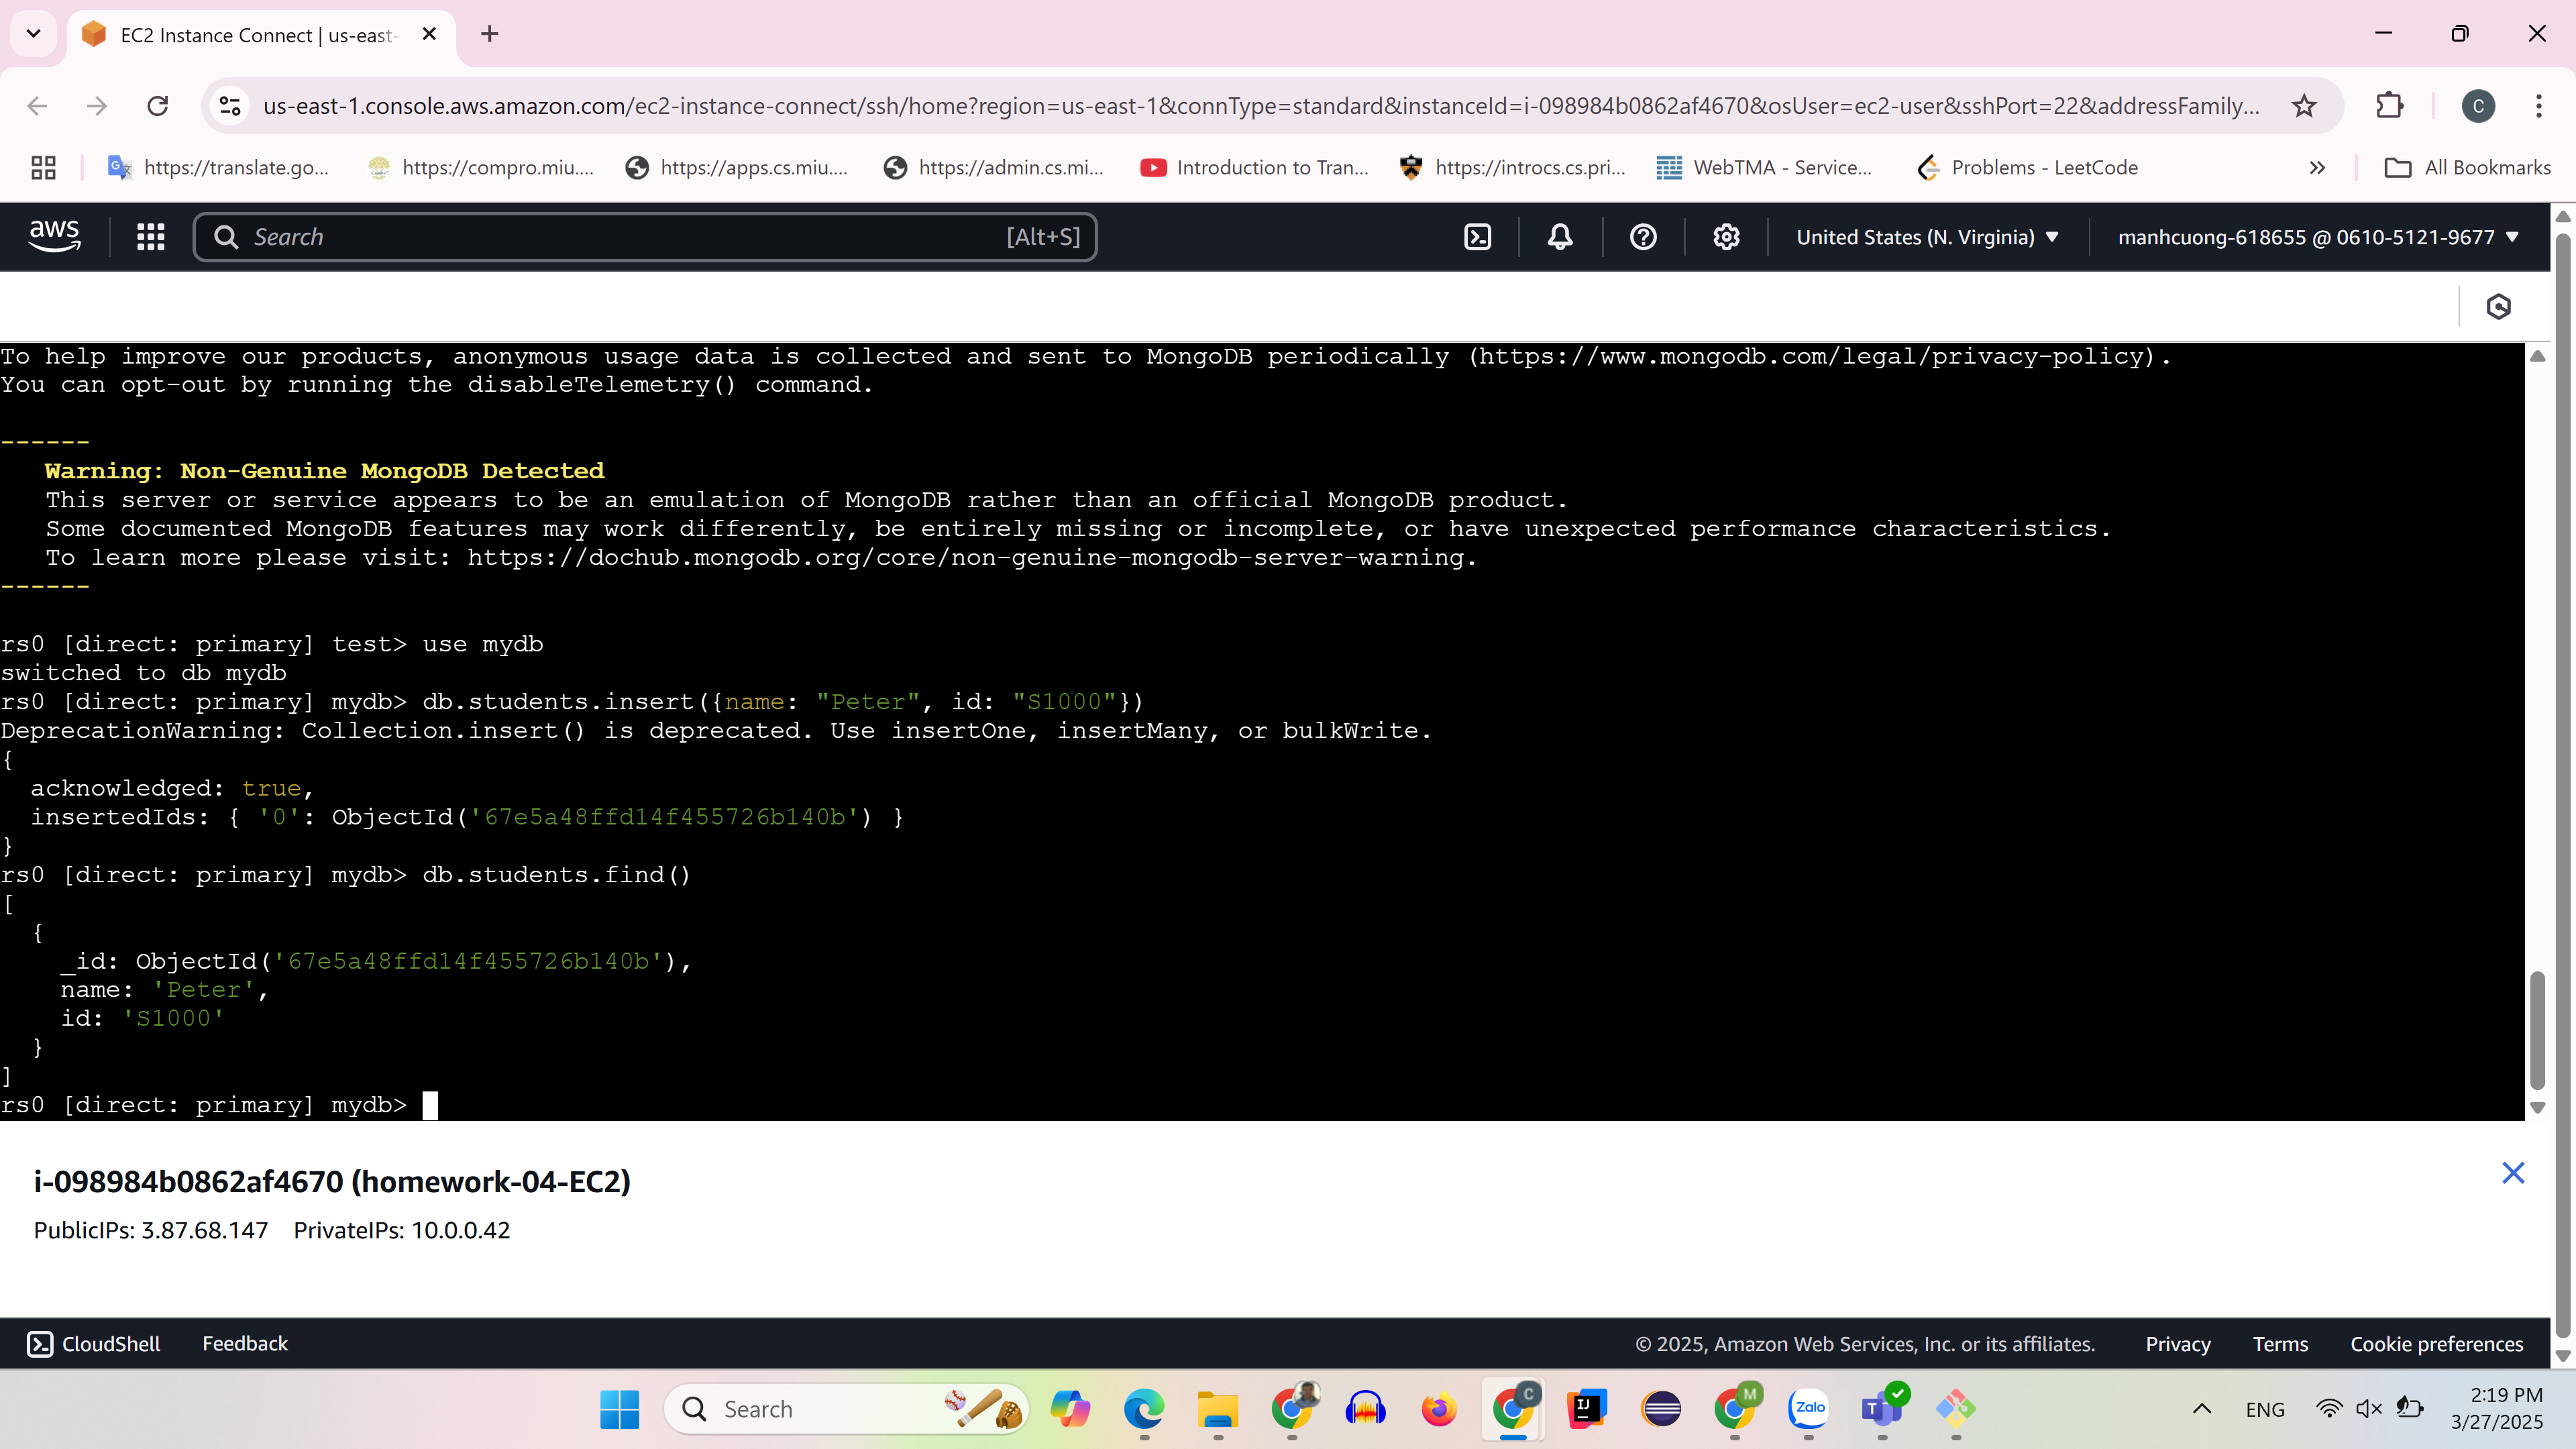 EC2 Instance Connect | us-east-
us-east-1.console.aws.amazon.com/ec2-instance-connect/ssh/home?region=us-east-1&connType=standard&instanceId=i-098984b0862af4670&osUser=ec2-user&sshPort=22&addressFamily...
C
https://translate.go... https://compro.miu.... https://apps.cs.miu.... https://admin.cs.mi... Introduction to Tran... https://introcs.cs.pri... WebTMA - Service... Problems - LeetCode » All Bookmarks
aws Search [Alt+S] United States (N. Virginia) manhcuong-618655 @ 0610-5121-9677
To help improve our products, anonymous usage data is collected and sent to MongoDB periodically (https://www.mongodb.com/legal/privacy-policy).
You can opt-out by running the disableTelemetry() command.
------
Warning: Non-Genuine MongoDB Detected
This server or service appears to be an emulation of MongoDB rather than an official MongoDB product.
Some documented MongoDB features may work differently, be entirely missing or incomplete, or have unexpected performance characteristics.
To learn more please visit: https://dochub.mongodb.org/core/non-genuine-mongodb-server-warning.
------
rs0 [direct: primary] test> use mydb
switched to db mydb
rs0 [direct: primary] mydb> db.students.insert({name: "Peter", id: "S1000"})
DeprecationWarning: Collection.insert() is deprecated. Use insertOne, insertMany, or bulkWrite.
{
  acknowledged: true,
  insertedIds: { '0': ObjectId('67e5a48ffd14f455726b140b') }
}
rs0 [direct: primary] mydb> db.students.find()
[
  {
    _id: ObjectId('67e5a48ffd14f455726b140b'),
    name: 'Peter',
    id: 'S1000'
  }
]
rs0 [direct: primary] mydb>
i-098984b0862af4670 (homework-04-EC2)
PublicIPs: 3.87.68.147 PrivateIPs: 10.0.0.42
CloudShell Feedback © 2025, Amazon Web Services, Inc. or its affiliates. Privacy Terms Cookie preferences
Search C IJ M Zalo T ENG 2:19 PM
3/27/2025